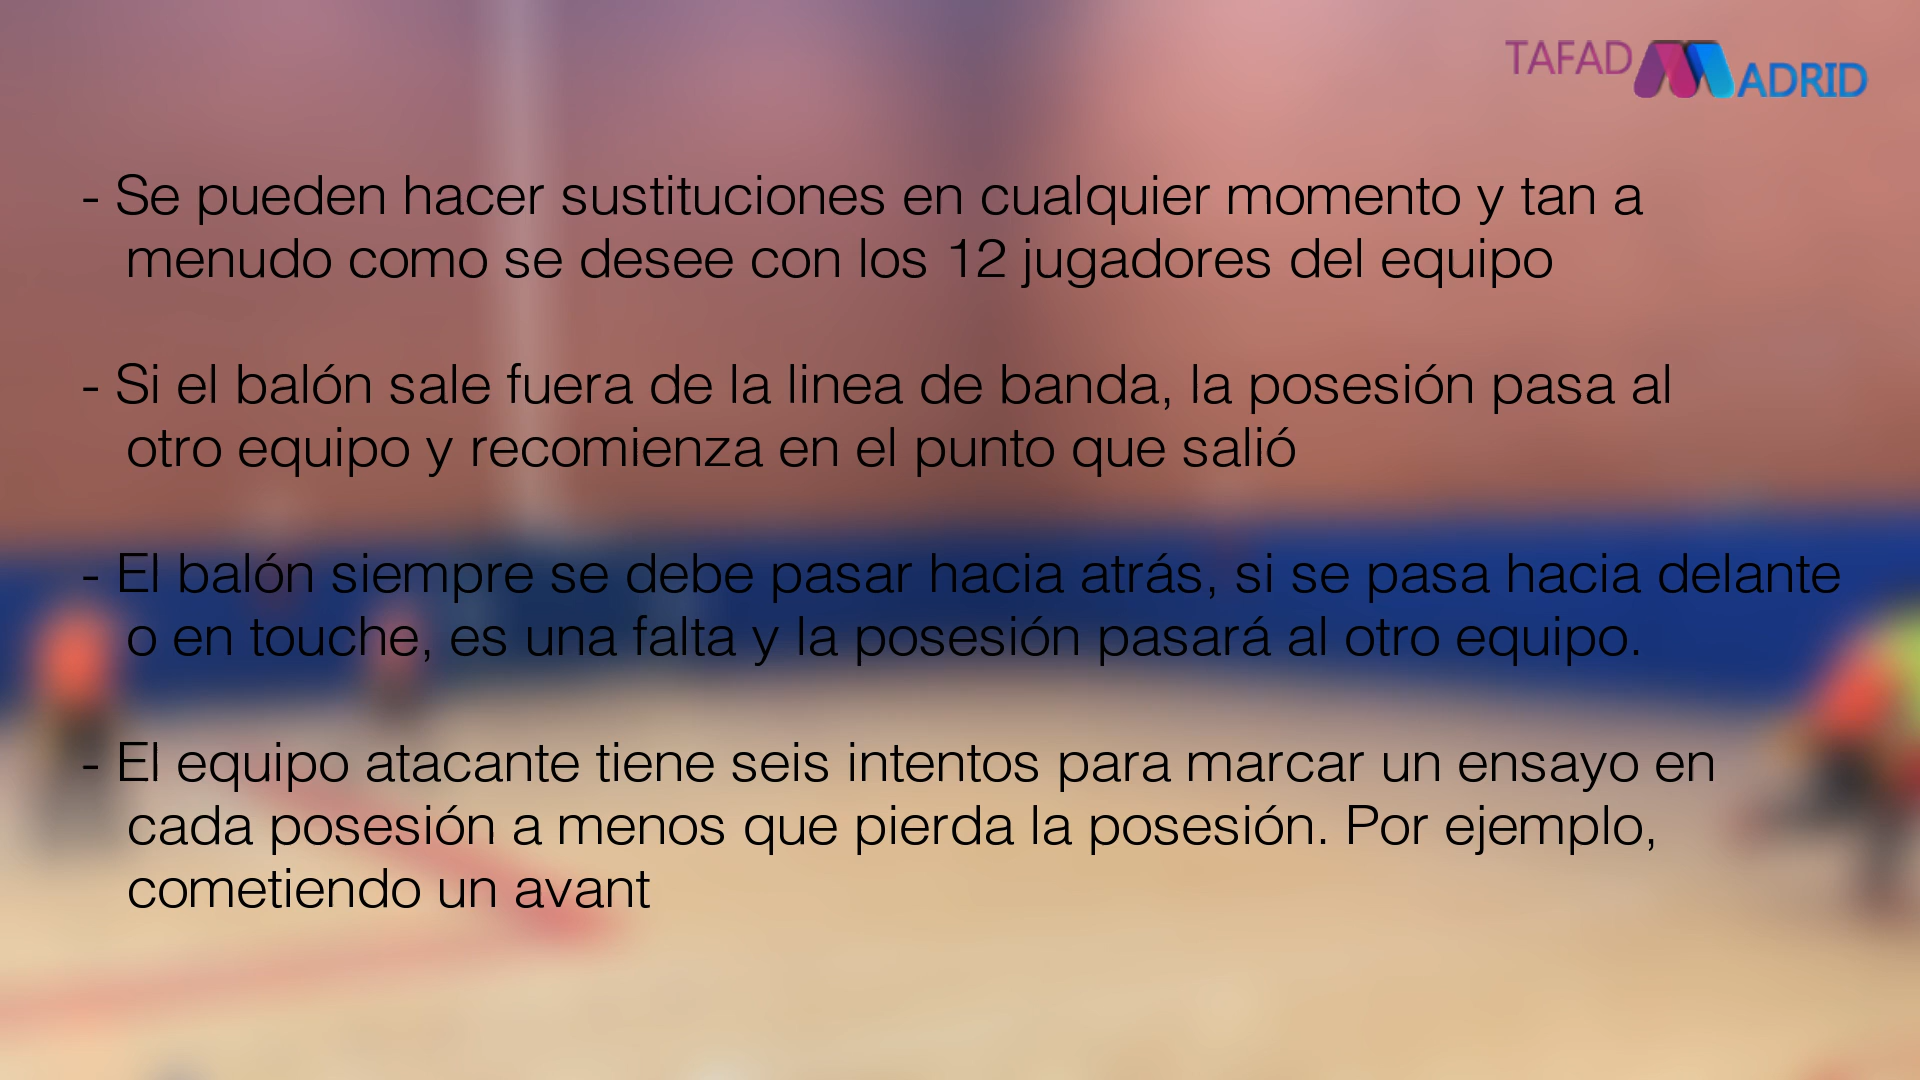 TAFAD MADRID
- Se pueden hacer sustituciones en cualquier momento y tan a
menudo como se desee con los 12 jugadores del equipo
- Si el balón sale fuera de la linea de banda, la posesión pasa al
otro equipo y recomienza en el punto que salió
- El balón siempre se debe pasar hacia atrás, si se pasa hacia delante
o en touche, es una falta y la posesión pasará al otro equipo.
- El equipo atacante tiene seis intentos para marcar un ensayo en
cada posesión a menos que pierda la posesión. Por ejemplo,
cometiendo un avant